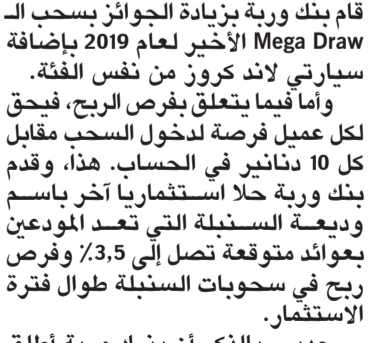 قام بنك وربة بزيادة الجوائز بسحب الـ
Mega Draw الأخير لعام 2019 بإضافة
سيارتي لاند كروز من نفس الفئة.
وأما فيما يتعلق بفرص الربح، فيحق
لكل عميل فرصة لدخول السحب مقابل
كل 10 دنانير في الحساب. هذا، وقدم
بنك وربة حلا استثماريا آخر باسم
وديعة السنبلة التي تعد المودعين
بعوائد متوقعة تصل إلى 3,5٪ وفرص
ربح في سحوبات السنبلة طوال فترة
الاستثمار.